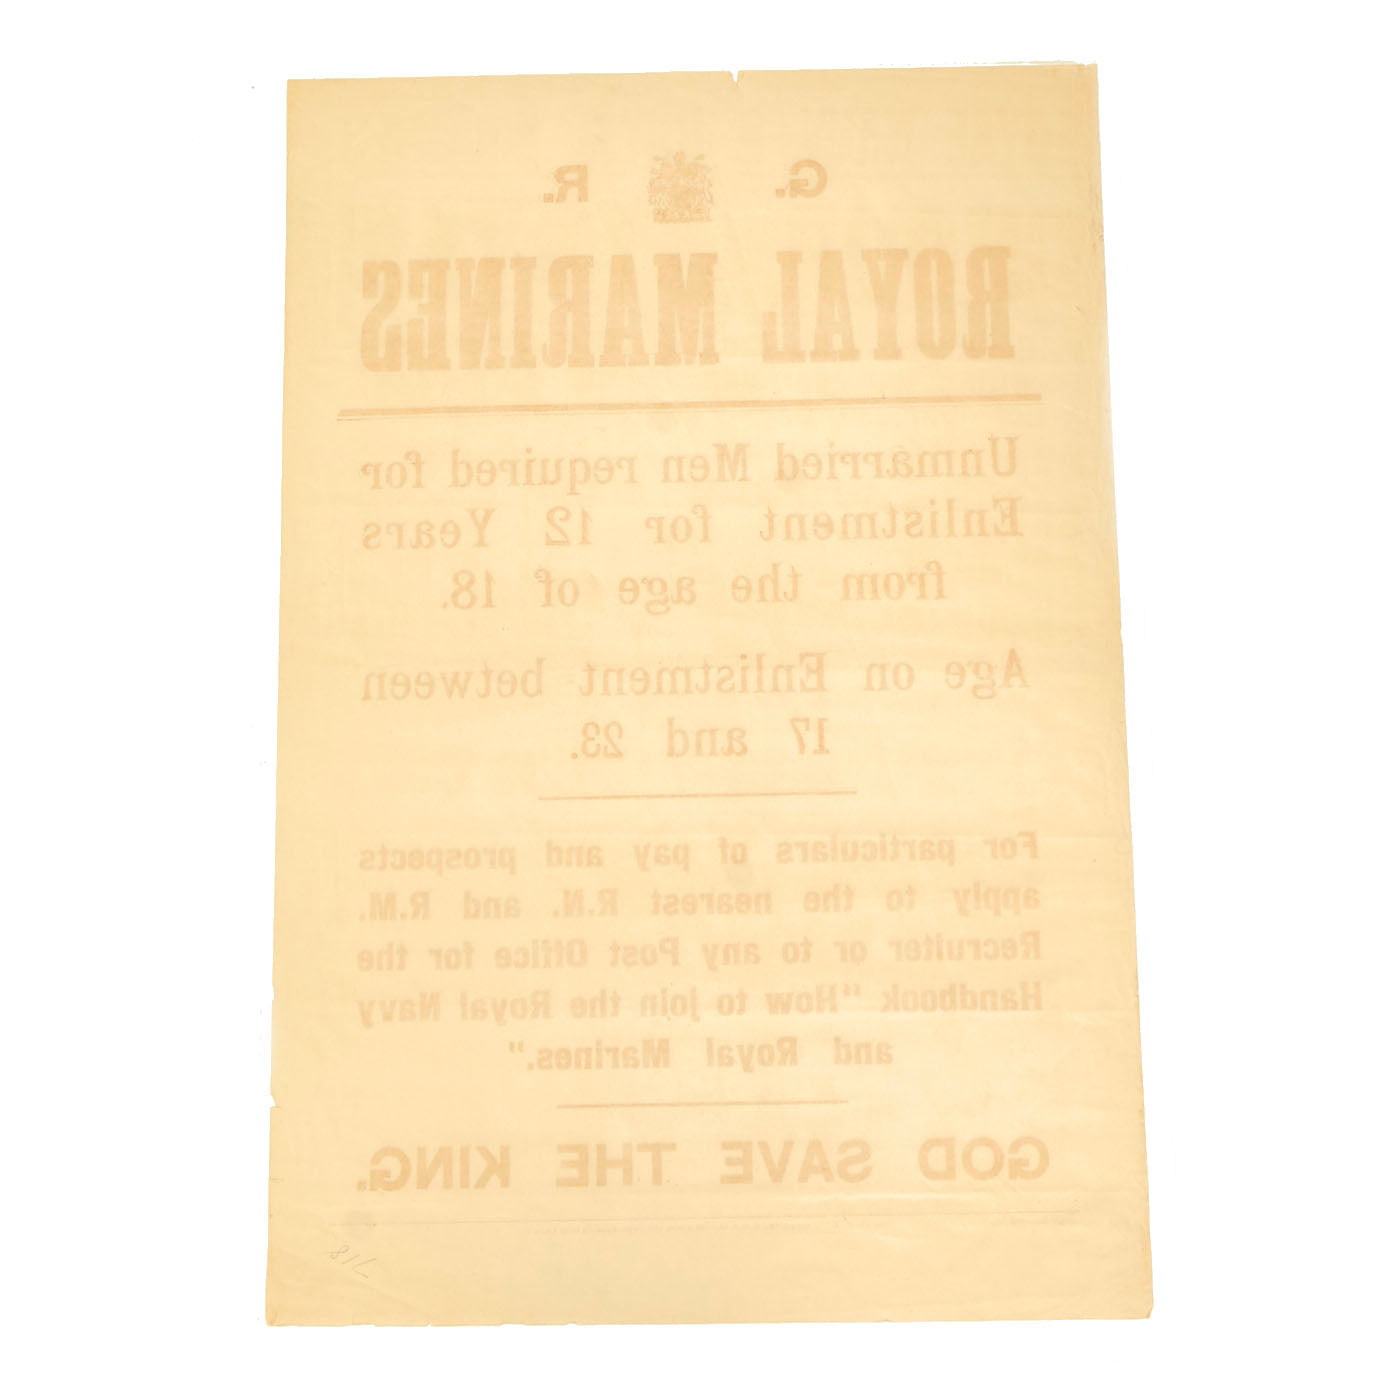 G. R.
ROYAL MARINES
Unmarried Men required for
Enlistment for 12 Years
from the age of 18.
Age on Enlistment between
17 and 23.
For particulars of pay and prospects
apply to the nearest R.N. and R.M.
Recruiter or to any Post Office for the
Handbook "How to join the Royal Navy
and Royal Marines."
GOD SAVE THE KING.